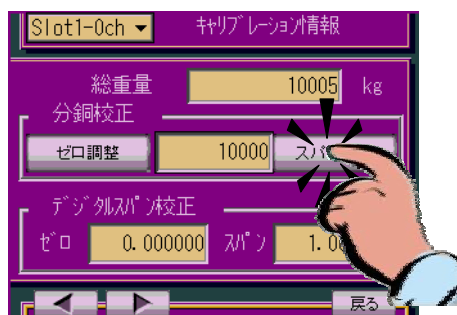 Slot1-0ch ▼ ｷｬﾘﾌﾞﾚｰｼｮﾝ情報
総重量 10005 kg
分銅校正
ゼロ調整 10000
ﾃﾞｼﾞﾀﾙｽﾊﾟﾝ校正
ｾﾞﾛ 0.000000 ｽﾊﾟﾝ
戻る